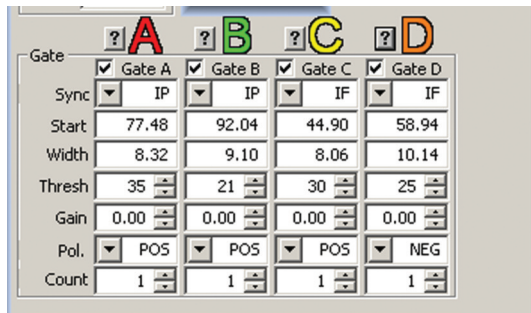 ? A ? B ? C ? D
Gate
Gate A Gate B Gate C Gate D
Sync IP IP IF IF
Start 77.48 92.04 44.90 58.94
Width 8.32 9.10 8.06 10.14
Thresh 35 21 30 25
Gain 0.00 0.00 0.00 0.00
Pol. POS POS POS NEG
Count 1 1 1 1